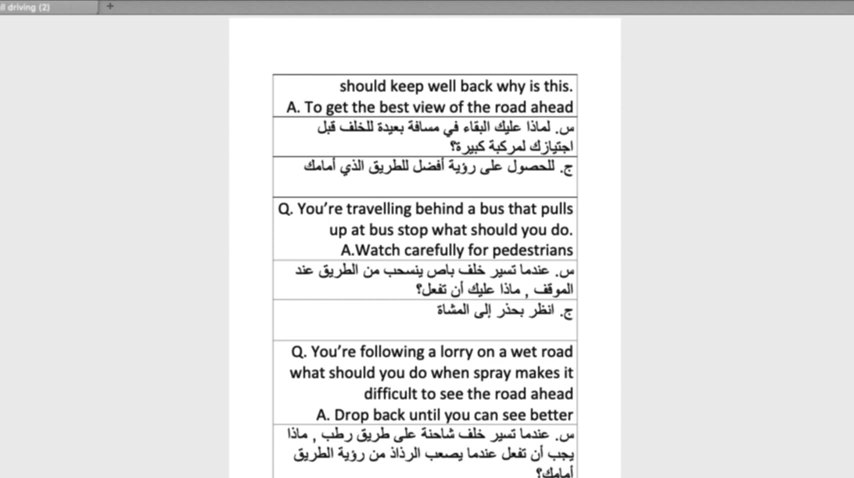 ll driving (2)
should keep well back why is this.
A. To get the best view of the road ahead
س. لماذا عليك البقاء في مسافة بعيدة للخلف قبل
اجتيازك لمركبة كبيرة؟
ج. للحصول على رؤية أفضل للطريق الذي أمامك
Q. You’re travelling behind a bus that pulls
up at bus stop what should you do.
A.Watch carefully for pedestrians
س. عندما تسير خلف باص ينسحب من الطريق عند
الموقف , ماذا عليك أن تفعل؟
ج. انظر بحذر إلى المشاة
Q. You’re following a lorry on a wet road
what should you do when spray makes it
difficult to see the road ahead
A. Drop back until you can see better
س. عندما تسير خلف شاحنة على طريق رطب , ماذا
يجب أن تفعل عندما يصعب الرذاذ من رؤية الطريق
أمامك؟